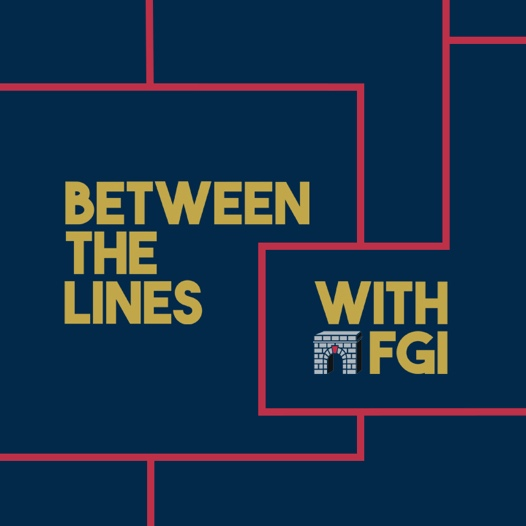 BETWEEN
THE
LINES
WITH
FGI